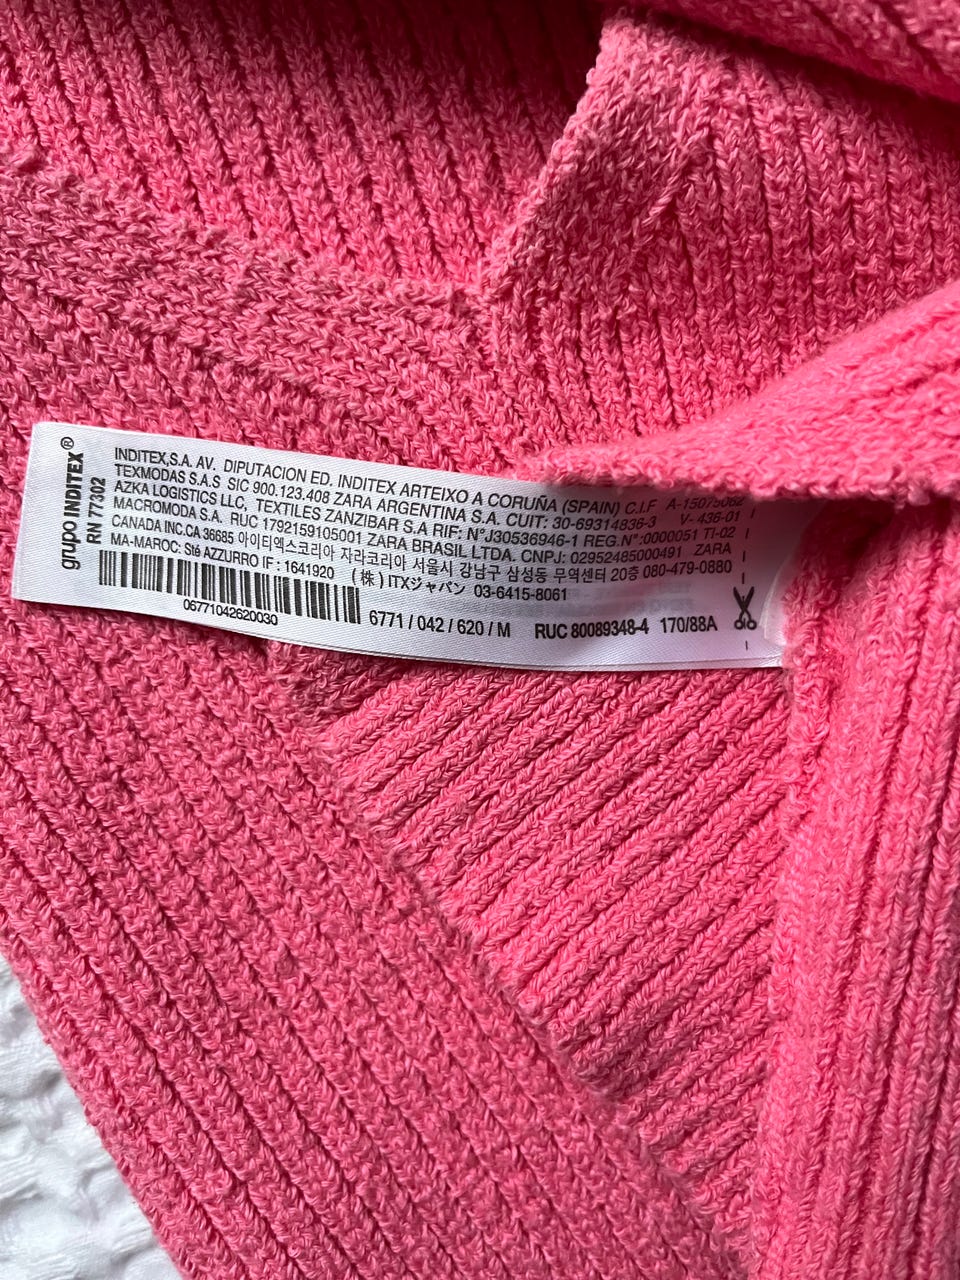 grupo INDITEX®
RN 77302
INDITEX,S.A. AV. DIPUTACION ED. INDITEX ARTEIXO A CORUÑA (SPAIN) C.I.F A-15075062
TEXMODAS S.A.S SIC 900.123.408 ZARA ARGENTINA S.A. CUIT: 30-69314836-3 V- 436-01
AZKA LOGISTICS LLC, TEXTILES ZANZIBAR S.A RIF: N°J30536946-1 REG.N°:0000051 TI-02
MACROMODA S.A. RUC 1792159105001 ZARA BRASIL LTDA. CNPJ: 02952485000491 ZARA
CANADA INC.CA 36685 아이티엑스코리아 자라코리아 서울시 강남구 삼성동 무역센터 20층 080-479-0880
MA-MAROC: Sté AZZURRO IF : 1641920 (株) ITXジャパン 03-6415-8061
06771042620030
6771 / 042 / 620 / M RUC 80089348-4 170/88A